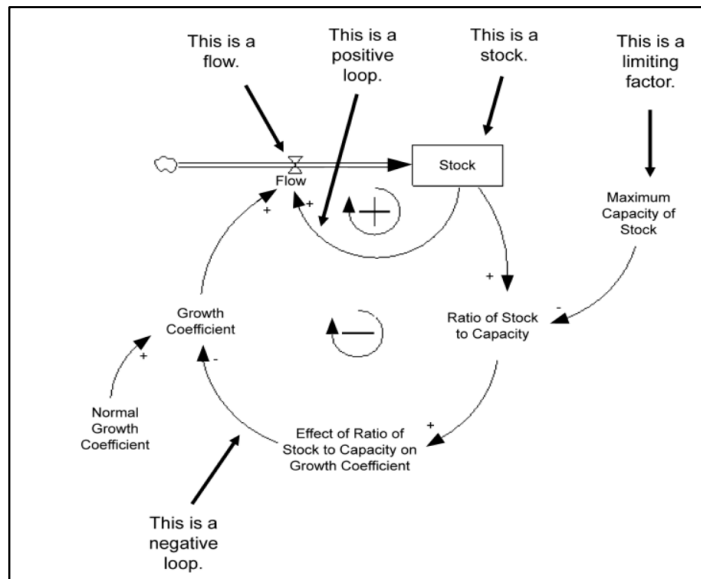 This is a
flow.
This is a
positive
loop.
This is a
stock.
This is a
limiting
factor.
Stock
Flow
+
+
+
Maximum
Capacity of
Stock
+
-
Growth
Coefficient
Ratio of Stock
to Capacity
—
+
-
Normal
Growth
Coefficient
Effect of Ratio of
Stock to Capacity on
Growth Coefficient
+
This is a
negative
loop.